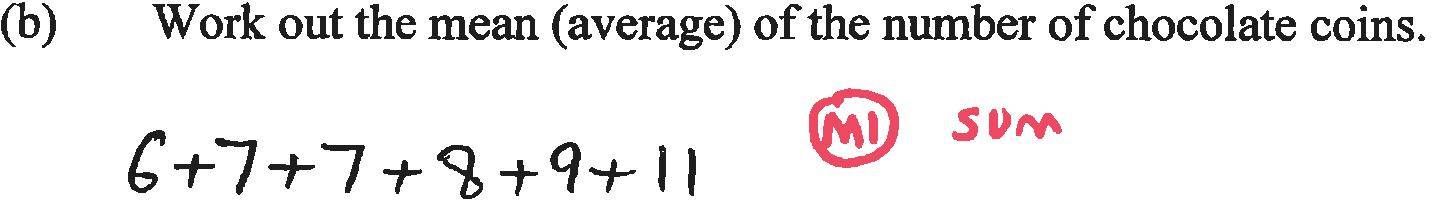 (b) Work out the mean (average) of the number of chocolate coins.
M1 SUM
6+7+7+8+9+11